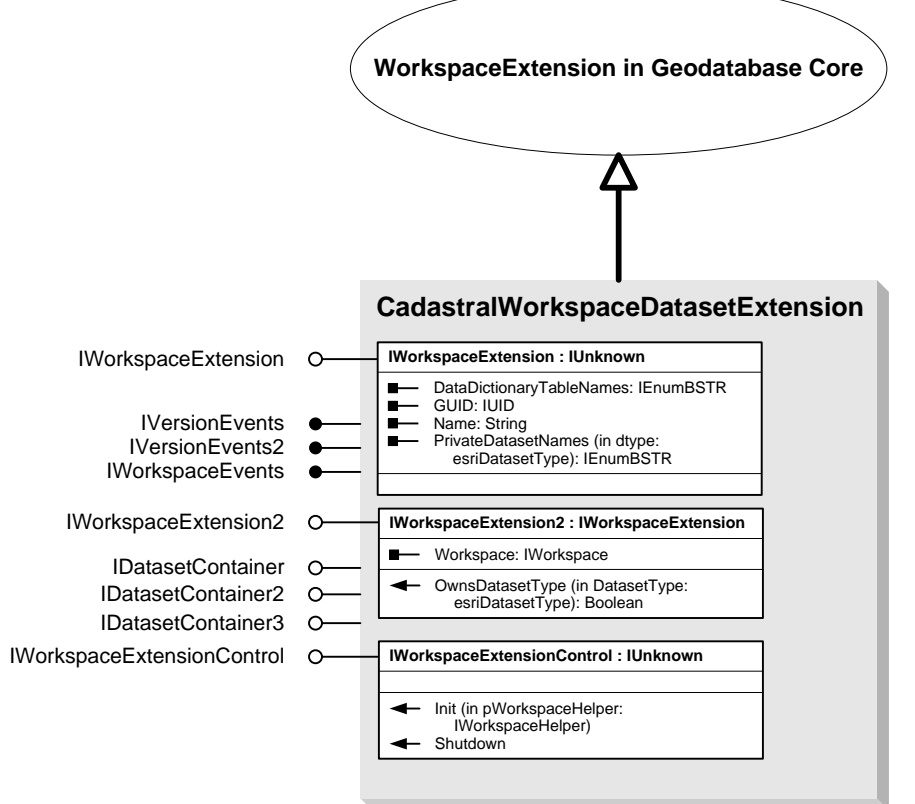 WorkspaceExtension in Geodatabase Core
CadastralWorkspaceDatasetExtension
IWorkspaceExtension
IWorkspaceExtension : IUnknown
DataDictionaryTableNames: IEnumBSTR
GUID: IUID
Name: String
PrivateDatasetNames (in dtype:
esriDatasetType): IEnumBSTR
IVersionEvents
IVersionEvents2
IWorkspaceEvents
IWorkspaceExtension2
IWorkspaceExtension2 : IWorkspaceExtension
Workspace: IWorkspace
OwnsDatasetType (in DatasetType:
esriDatasetType): Boolean
IDatasetContainer
IDatasetContainer2
IDatasetContainer3
IWorkspaceExtensionControl
IWorkspaceExtensionControl : IUnknown
Init (in pWorkspaceHelper:
IWorkspaceHelper)
Shutdown